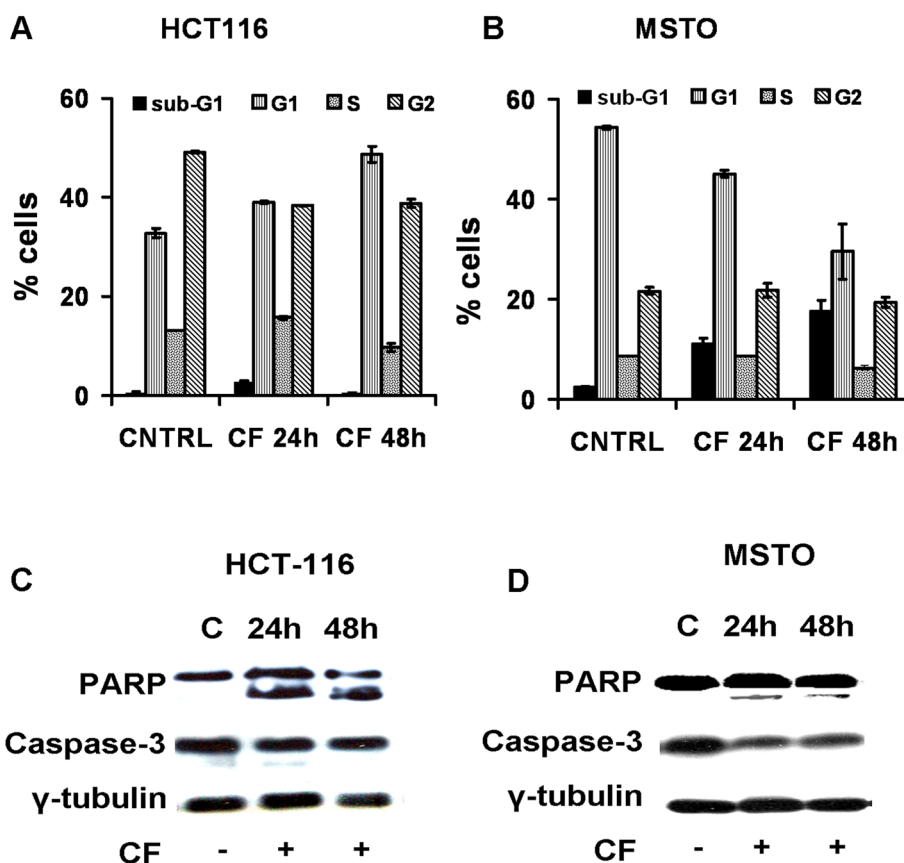 A HCT116
B MSTO
60
40
20
0
% cells
sub-G1 G1 S G2
CNTRL CF 24h CF 48h
60
40
20
0
% cells
sub-G1 G1 S G2
CNTRL CF 24h CF 48h
C HCT-116
C 24h 48h
PARP
Caspase-3
γ-tubulin
CF - + +
D MSTO
C 24h 48h
PARP
Caspase-3
γ-tubulin
CF - + +